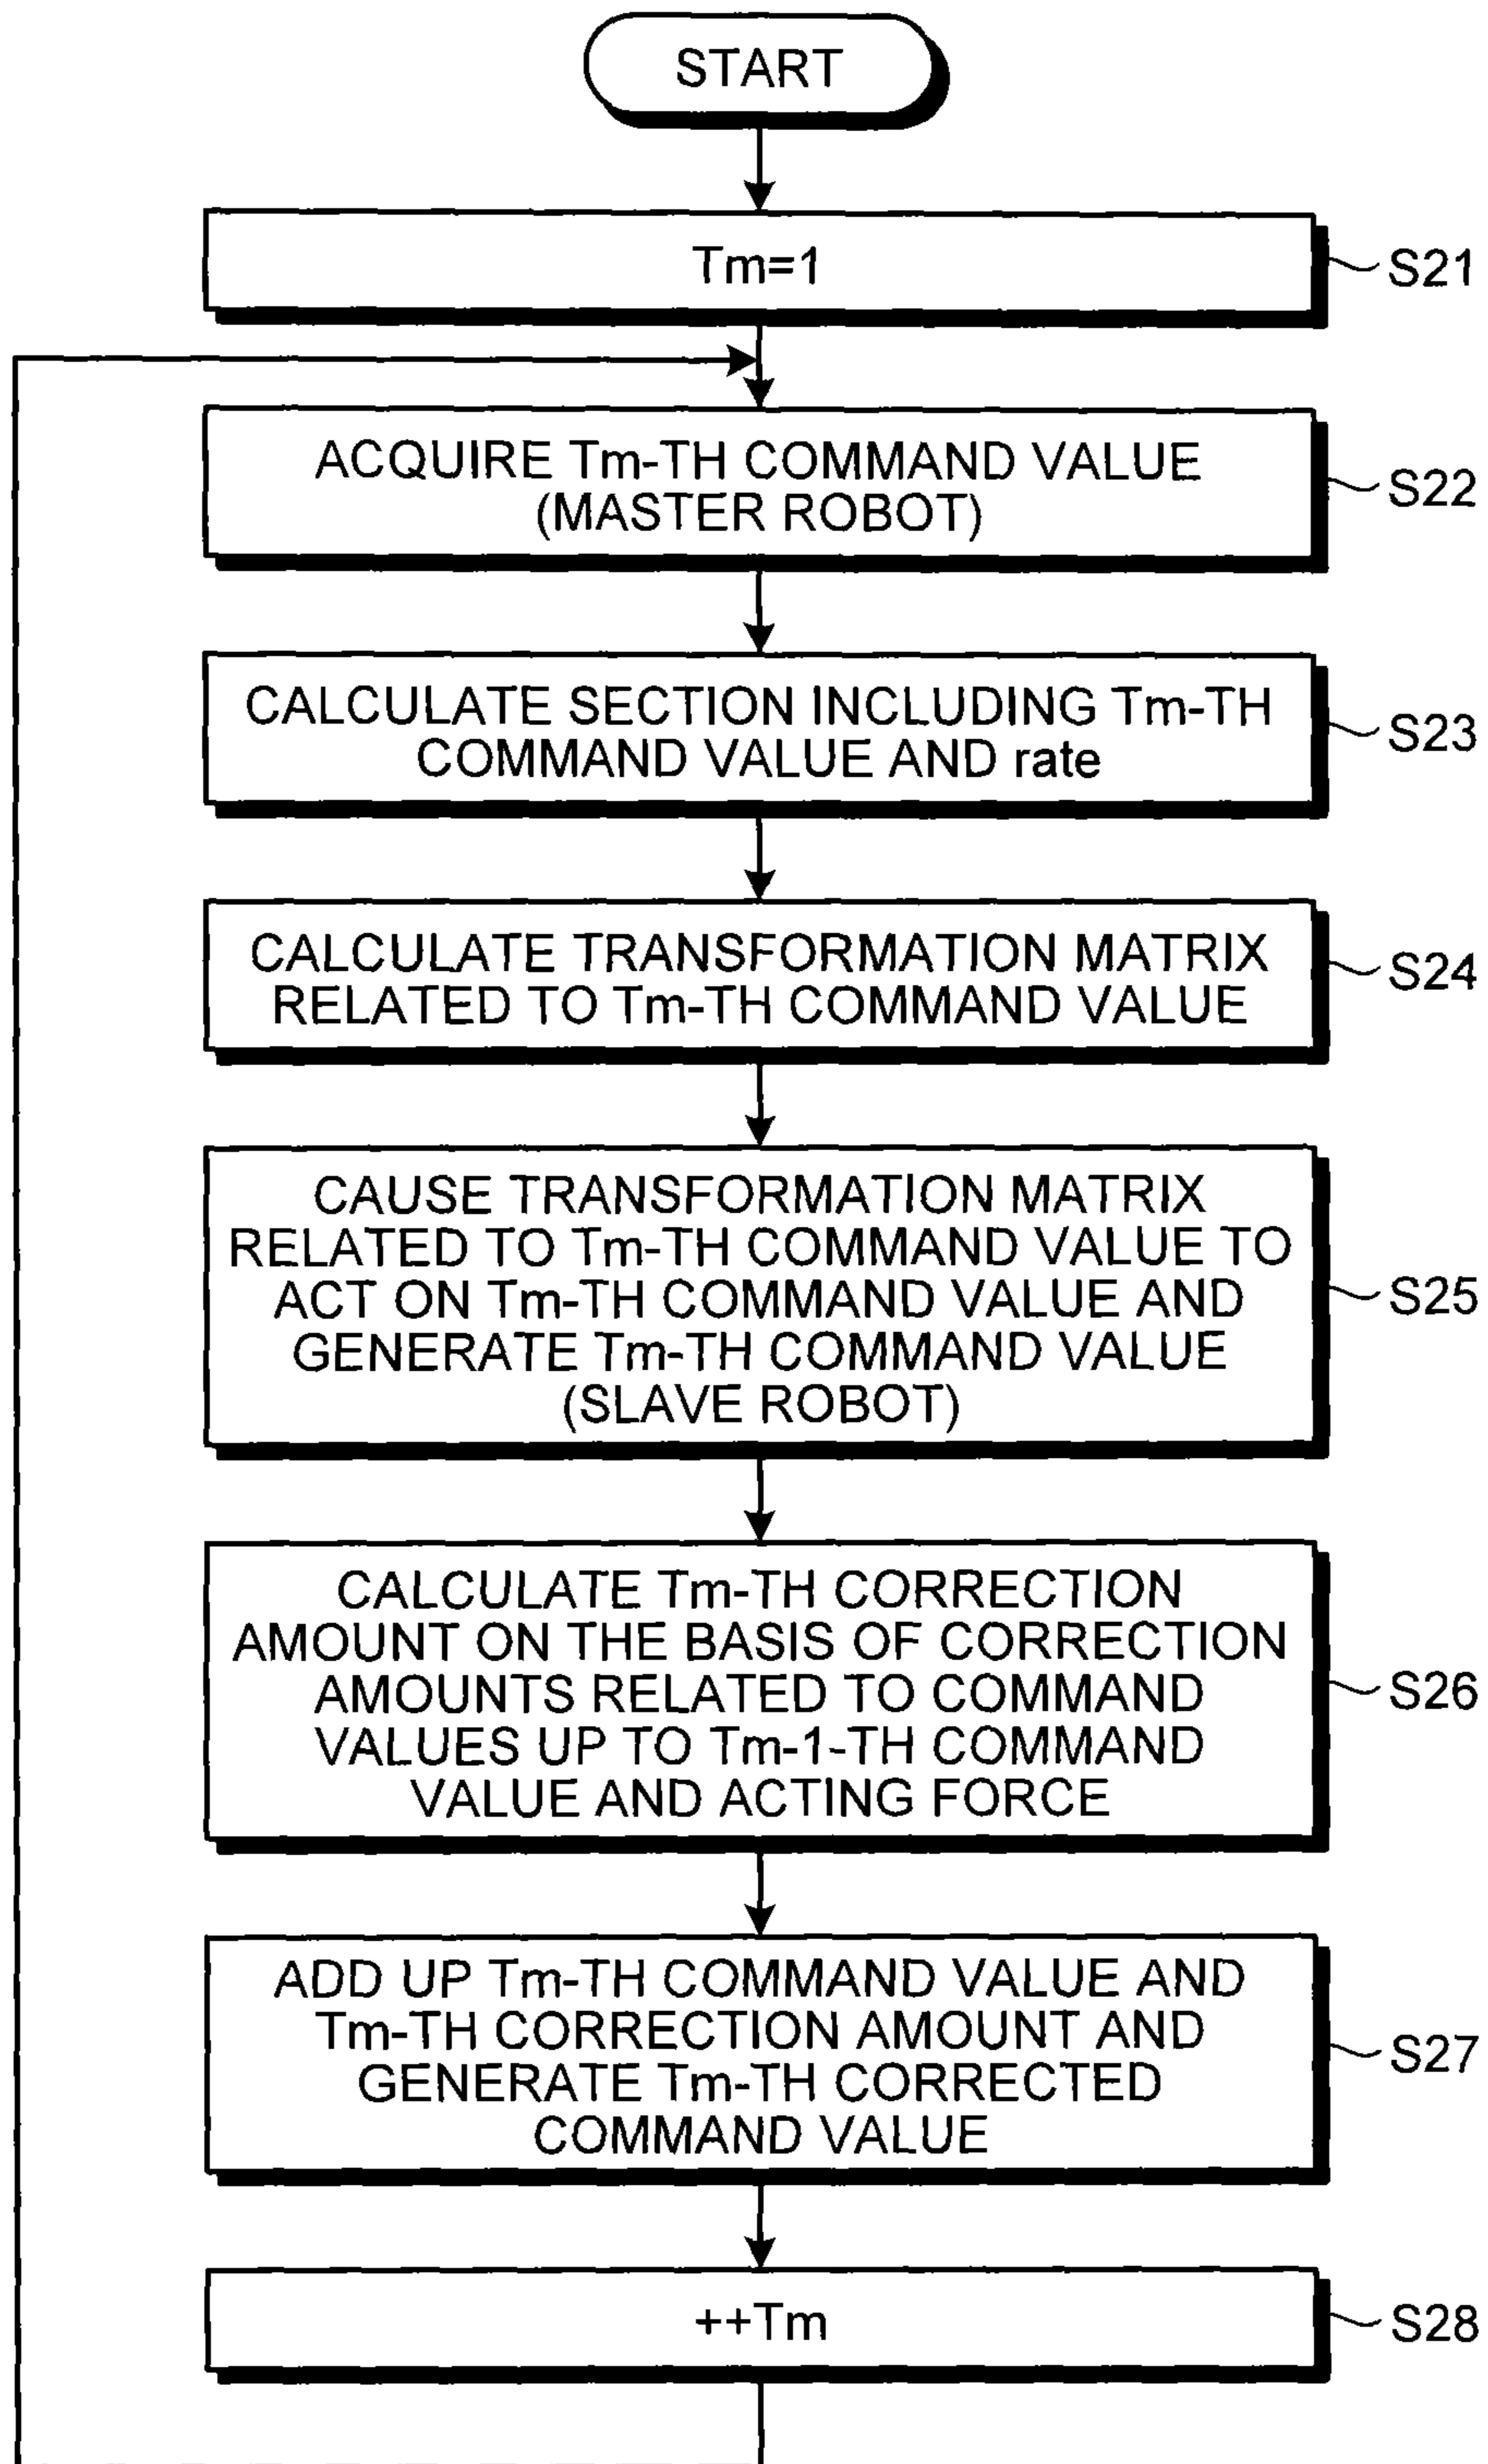 START
Tm=1
S21
ACQUIRE Tm-TH COMMAND VALUE
(MASTER ROBOT)
S22
CALCULATE SECTION INCLUDING Tm-TH
COMMAND VALUE AND rate
S23
CALCULATE TRANSFORMATION MATRIX
RELATED TO Tm-TH COMMAND VALUE
S24
CAUSE TRANSFORMATION MATRIX
RELATED TO Tm-TH COMMAND VALUE TO
ACT ON Tm-TH COMMAND VALUE AND
GENERATE Tm-TH COMMAND VALUE
(SLAVE ROBOT)
S25
CALCULATE Tm-TH CORRECTION
AMOUNT ON THE BASIS OF CORRECTION
AMOUNTS RELATED TO COMMAND
VALUES UP TO Tm-1-TH COMMAND
VALUE AND ACTING FORCE
S26
ADD UP Tm-TH COMMAND VALUE AND
Tm-TH CORRECTION AMOUNT AND
GENERATE Tm-TH CORRECTED
COMMAND VALUE
S27
++Tm
S28